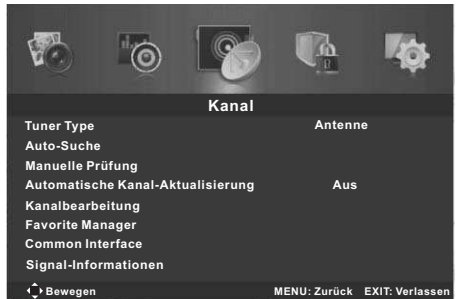 Kanal
Tuner Type Antenne
Auto-Suche
Manuelle Prüfung
Automatische Kanal-Aktualisierung Aus
Kanalbearbeitung
Favorite Manager
Common Interface
Signal-Informationen
Bewegen MENU: Zurück EXIT: Verlassen